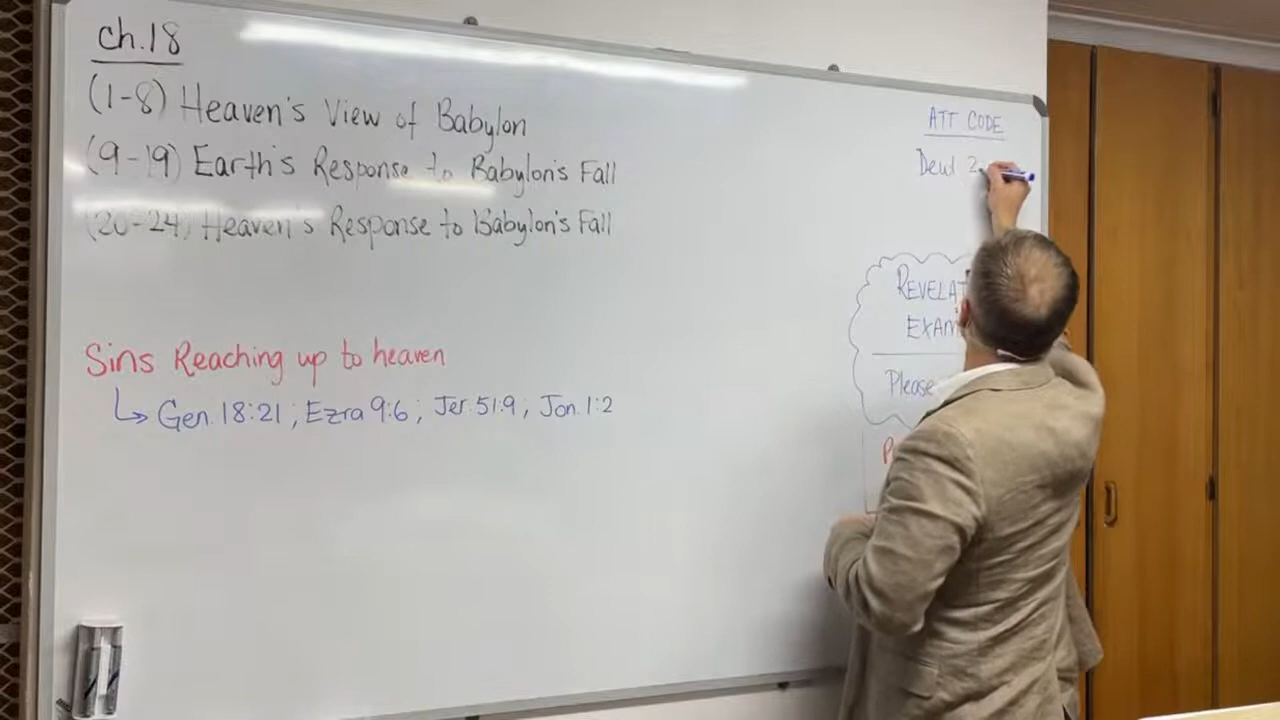 ch.18
(1-8) Heaven's View of Babylon
(9-19) Earth's Response to Babylon's Fall
(20-24) Heaven's Response to Babylon's Fall
Sins Reaching up to heaven
↳ Gen. 18:21; Ezra 9:6; Jer. 51:9; Jon. 1:2
ATT CODE
Deut 2
Please